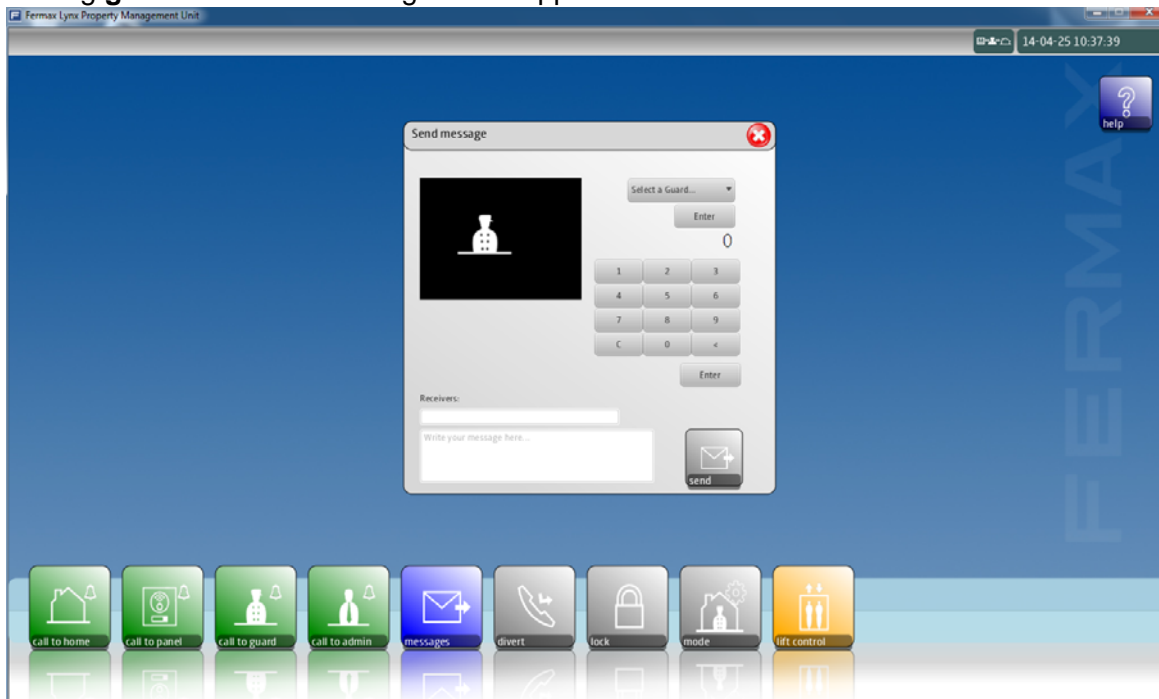 Fermax Lynx Property Management Unit
14-04-25 10:37:39
help
FERMAX
Send message
Select a Guard...
Enter
0
1 2 3
4 5 6
7 8 9
C 0 <
Enter
Receivers:
Write your message here...
send
call to home call to panel call to guard call to admin messages divert lock mode lift control